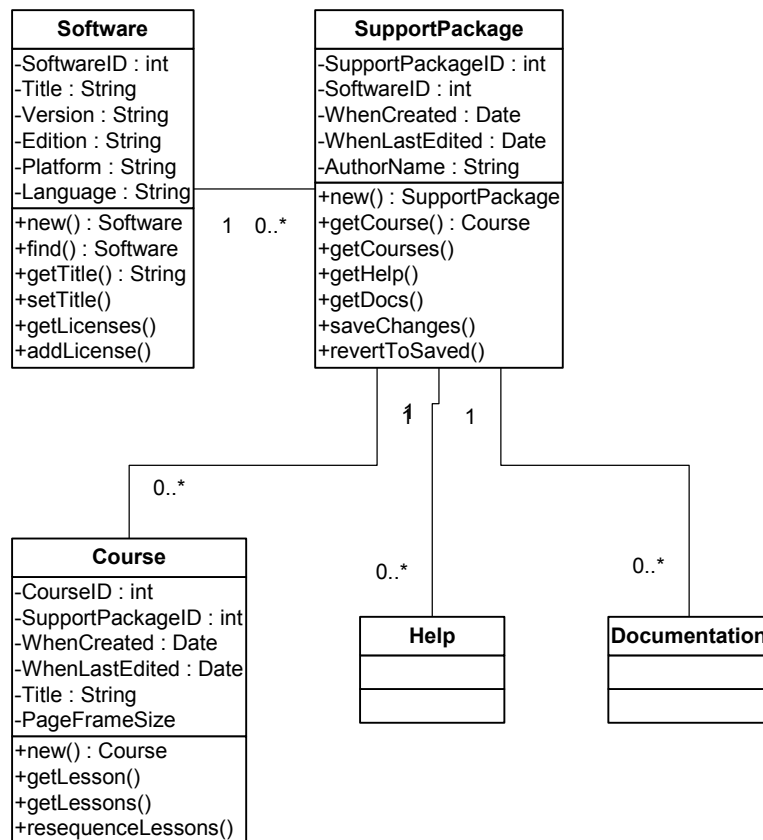 Software
-SoftwareID : int
-Title : String
-Version : String
-Edition : String
-Platform : String
-Language : String
+new() : Software
+find() : Software
+getTitle() : String
+setTitle()
+getLicenses()
+addLicense()
1 0..*
SupportPackage
-SupportPackageID : int
-SoftwareID : int
-WhenCreated : Date
-WhenLastEdited : Date
-AuthorName : String
+new() : SupportPackage
+getCourse() : Course
+getCourses()
+getHelp()
+getDocs()
+saveChanges()
+revertToSaved()
1
1
1
0..*
0..*
0..*
Course
-CourseID : int
-SupportPackageID : int
-WhenCreated : Date
-WhenLastEdited : Date
-Title : String
-PageFrameSize
+new() : Course
+getLesson()
+getLessons()
+resequenceLessons()
Help
Documentation